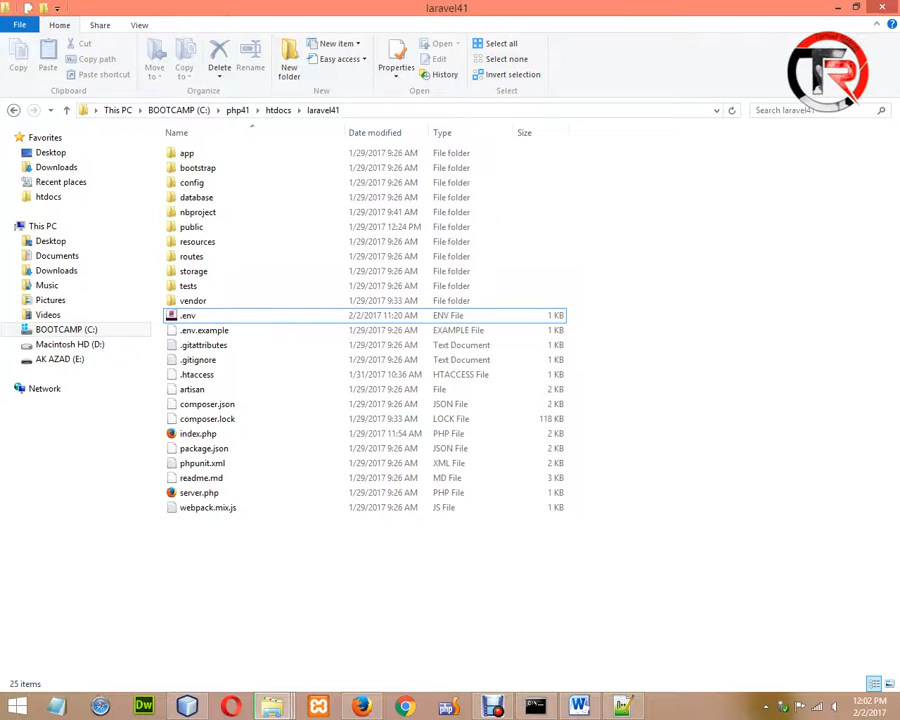 laravel41
File Home Share View
Copy Paste Cut Copy path Paste shortcut
Move to Copy to Delete Rename
New folder New item Easy access
Properties Open Edit History
Select all Select none Invert selection
Clipboard Organize New Open Select
This PC BOOTCAMP (C:) php41 htdocs laravel41
Search laravel41
Favorites
Desktop
Downloads
Recent places
htdocs
This PC
Desktop
Documents
Downloads
Music
Pictures
Videos
BOOTCAMP (C:)
Macintosh HD (D:)
AK AZAD (E:)
Network
Name Date modified Type Size
app 1/29/2017 9:26 AM File folder
bootstrap 1/29/2017 9:26 AM File folder
config 1/29/2017 9:26 AM File folder
database 1/29/2017 9:26 AM File folder
nbproject 1/29/2017 9:41 AM File folder
public 1/29/2017 12:24 PM File folder
resources 1/29/2017 9:26 AM File folder
routes 1/29/2017 9:26 AM File folder
storage 1/29/2017 9:26 AM File folder
tests 1/29/2017 9:26 AM File folder
vendor 1/29/2017 9:33 AM File folder
.env 2/2/2017 11:20 AM ENV File 1 KB
.env.example 1/29/2017 9:26 AM EXAMPLE File 1 KB
.gitattributes 1/29/2017 9:26 AM Text Document 1 KB
.gitignore 1/29/2017 9:26 AM Text Document 1 KB
.htaccess 1/31/2017 10:36 AM HTACCESS File 1 KB
artisan 1/29/2017 9:26 AM File 2 KB
composer.json 1/29/2017 9:26 AM JSON File 2 KB
composer.lock 1/29/2017 9:33 AM LOCK File 118 KB
index.php 1/29/2017 11:54 AM PHP File 2 KB
package.json 1/29/2017 9:26 AM JSON File 2 KB
phpunit.xml 1/29/2017 9:26 AM XML File 2 KB
readme.md 1/29/2017 9:26 AM MD File 3 KB
server.php 1/29/2017 9:26 AM PHP File 1 KB
webpack.mix.js 1/29/2017 9:26 AM JS File 1 KB
25 items
Dw
php
12:02 PM
2/2/2017